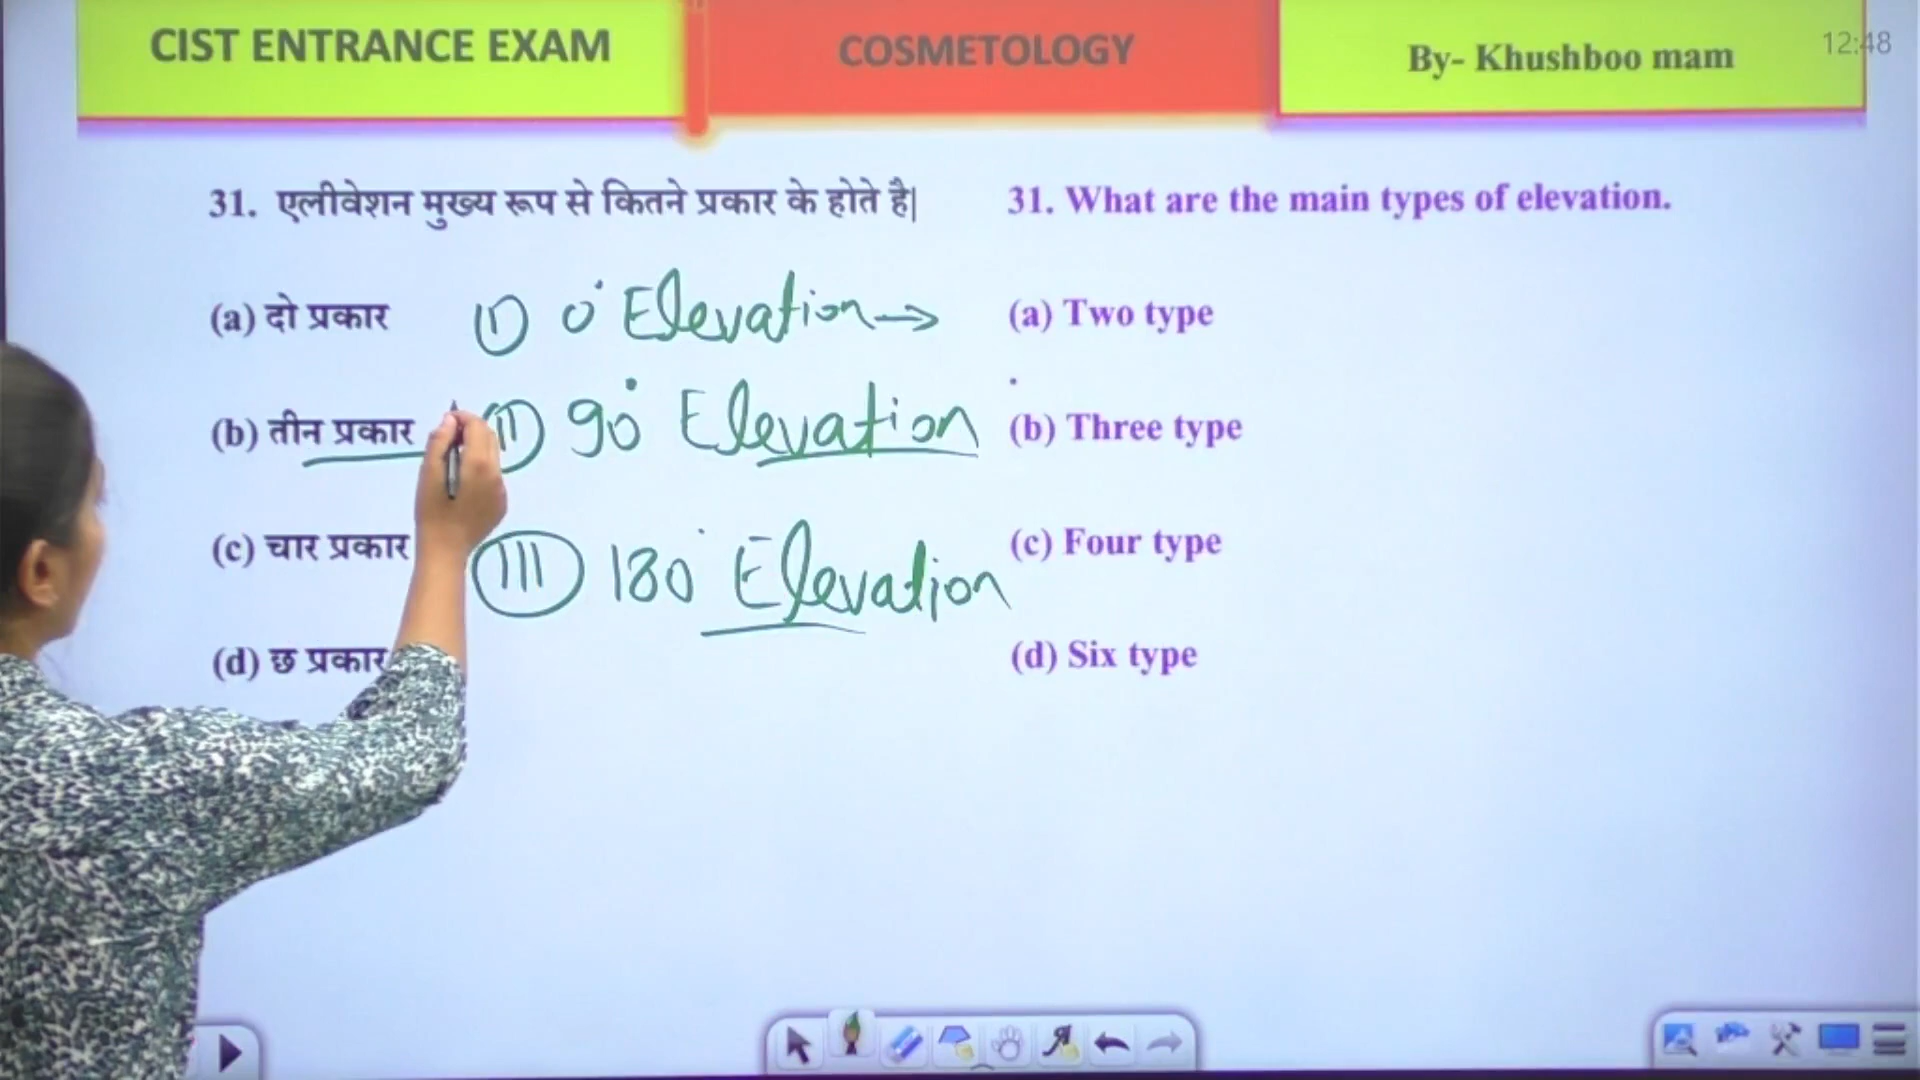 CIST ENTRANCE EXAM
COSMETOLOGY
By- Khushboo mam
12:48
31. एलीवेशन मुख्य रूप से कितने प्रकार के होते है|
(a) दो प्रकार
(b) तीन प्रकार
(c) चार प्रकार
(d) छ प्रकार
(I) 0° Elevation →
(II) 90° Elevation
(III) 180° Elevation
31. What are the main types of elevation.
(a) Two type
(b) Three type
(c) Four type
(d) Six type